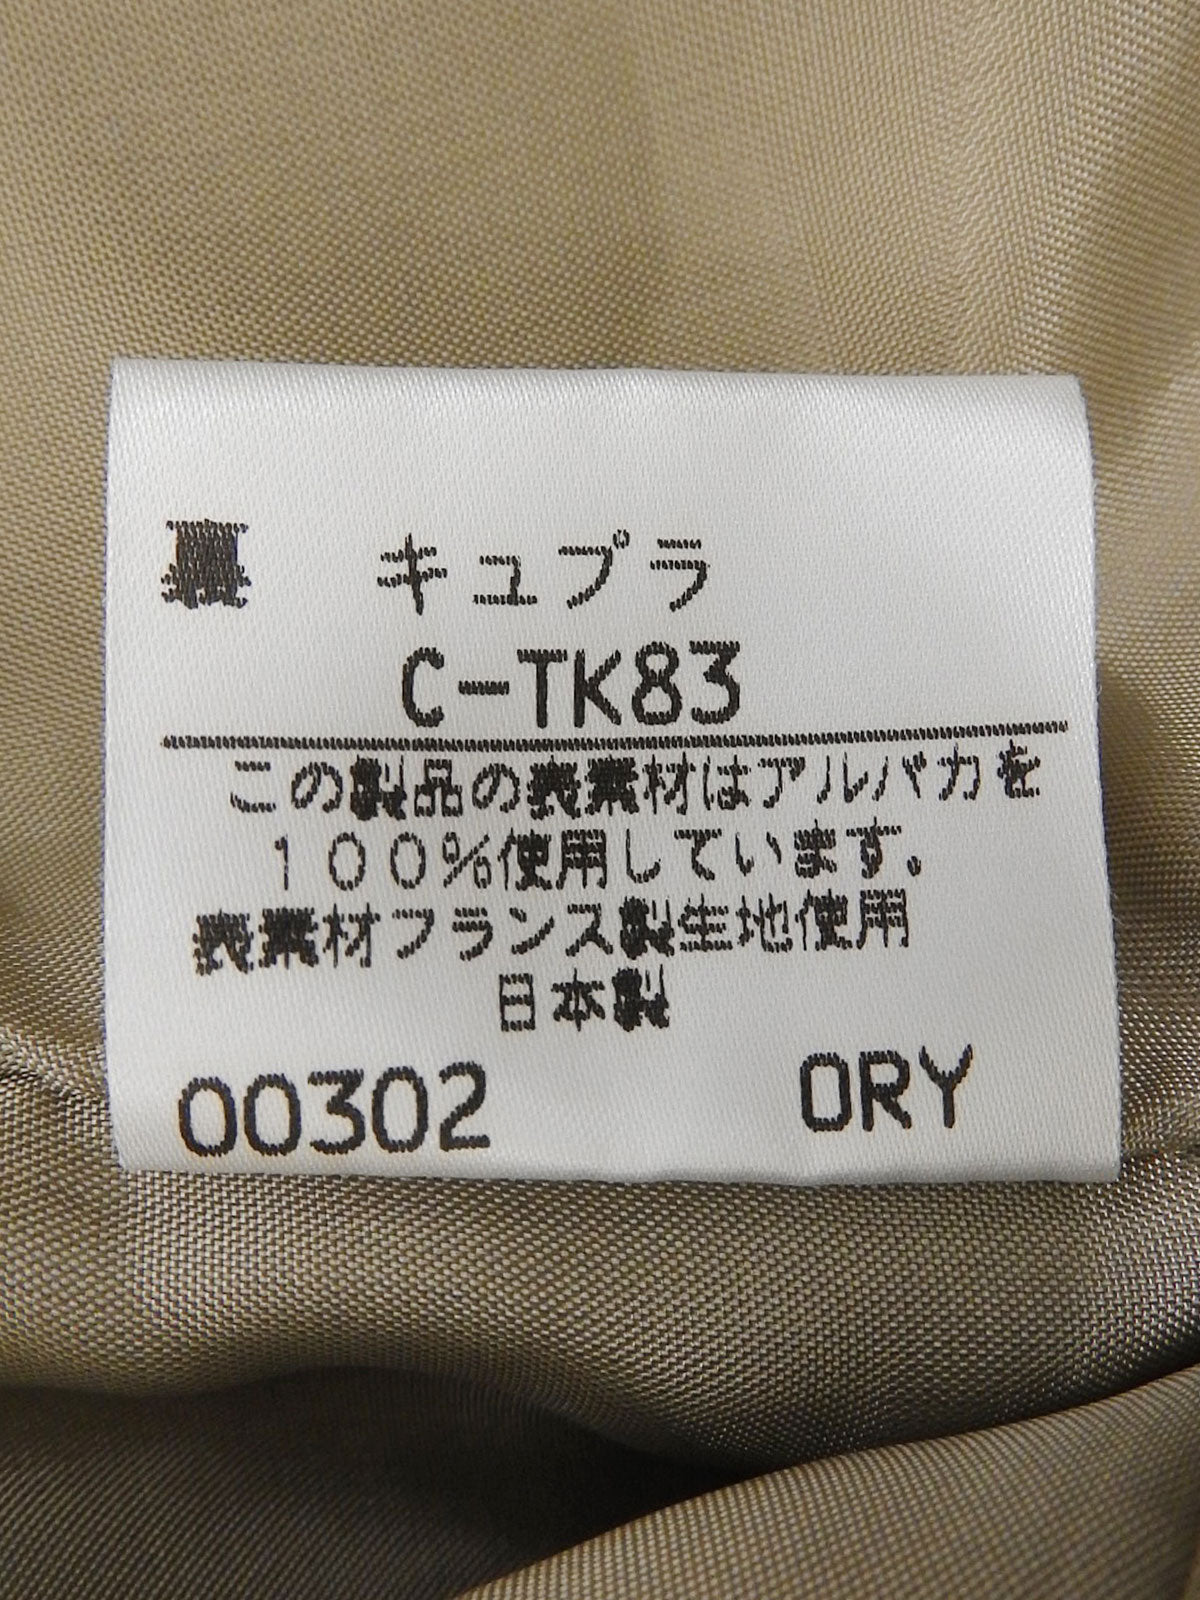 裏 キュプラ
C-TK83
この製品の表素材はアルパカを
100%使用しています。
表素材フランス製生地使用
日本製
00302 ORY